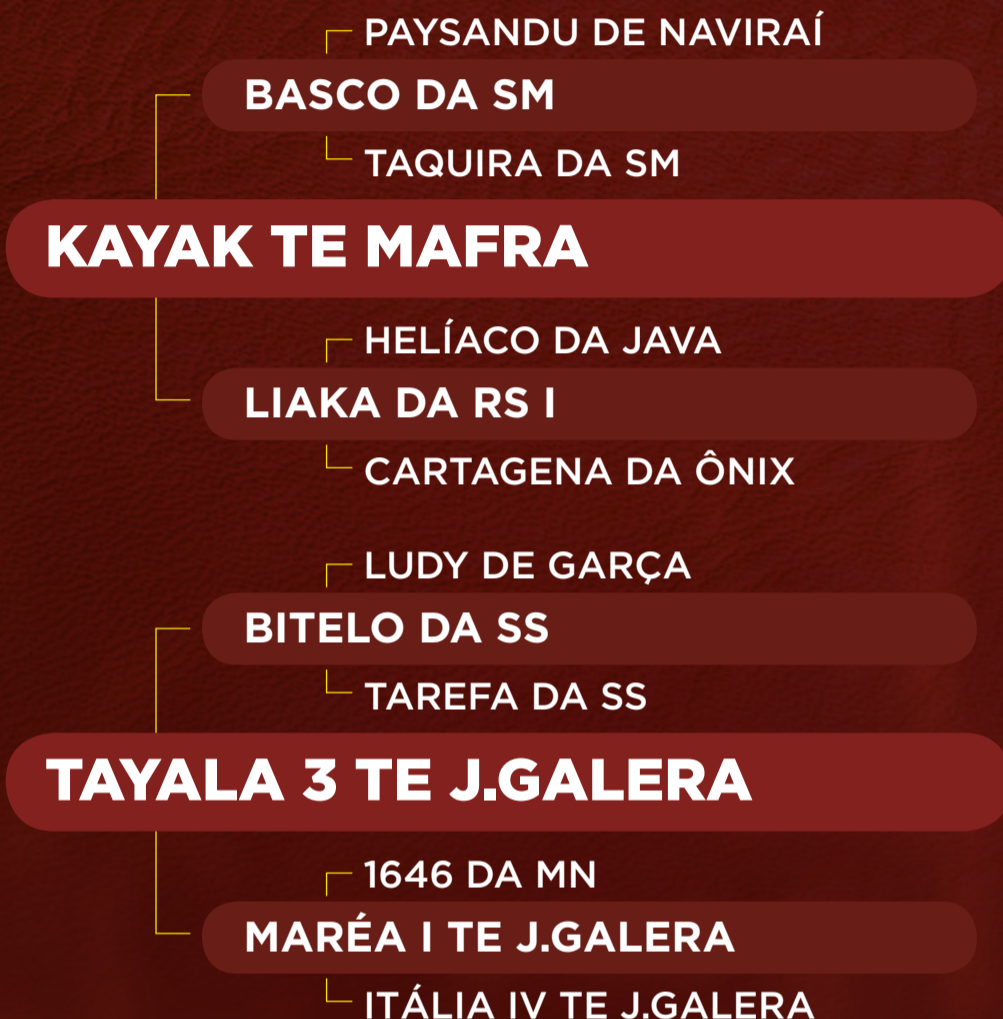 PAYSANDU DE NAVIRAÍ
BASCO DA SM
TAQUIRA DA SM
KAYAK TE MAFRA
HELÍACO DA JAVA
LIAKA DA RS I
CARTAGENA DA ÔNIX
LUDY DE GARÇA
BITELO DA SS
TAREFA DA SS
TAYALA 3 TE J.GALERA
1646 DA MN
MARÉA I TE J.GALERA
ITÁLIA IV TE J.GALERA